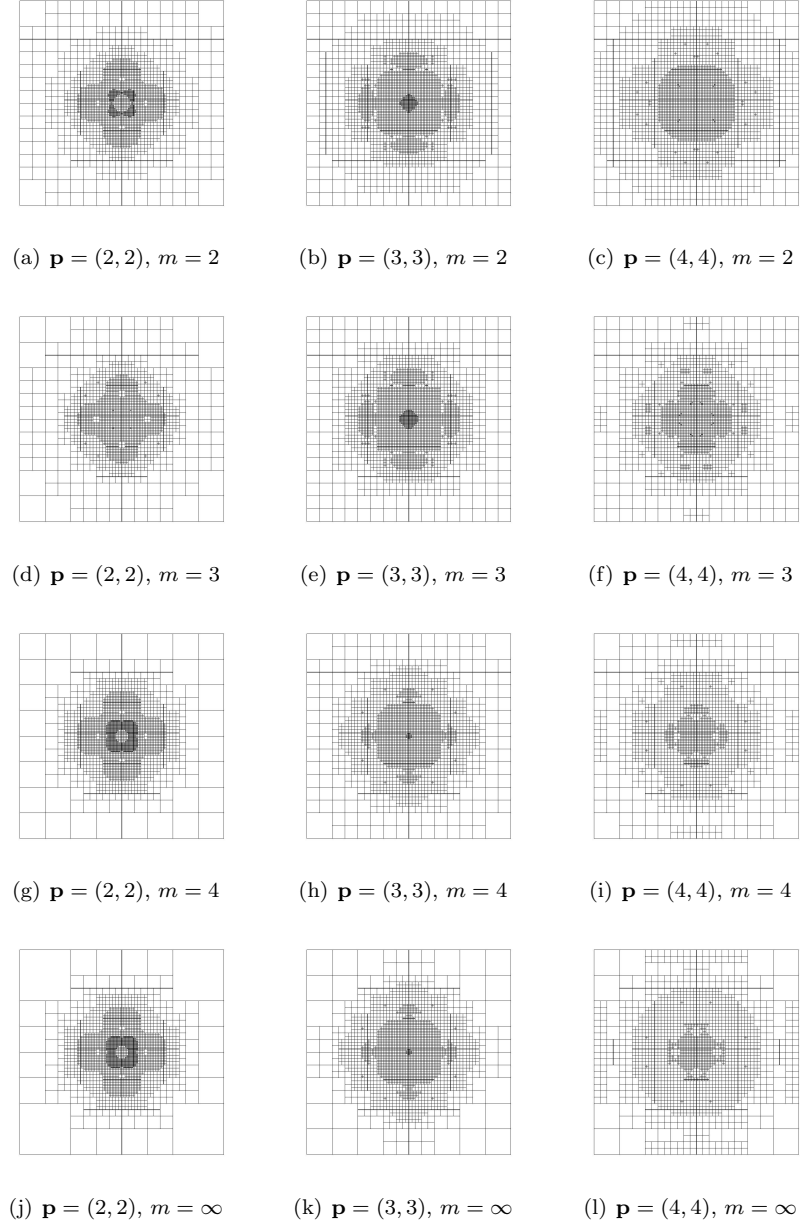 (a) p = (2, 2), m = 2
(b) p = (3, 3), m = 2
(c) p = (4, 4), m = 2
(d) p = (2, 2), m = 3
(e) p = (3, 3), m = 3
(f) p = (4, 4), m = 3
(g) p = (2, 2), m = 4
(h) p = (3, 3), m = 4
(i) p = (4, 4), m = 4
(j) p = (2, 2), m = ∞
(k) p = (3, 3), m = ∞
(l) p = (4, 4), m = ∞